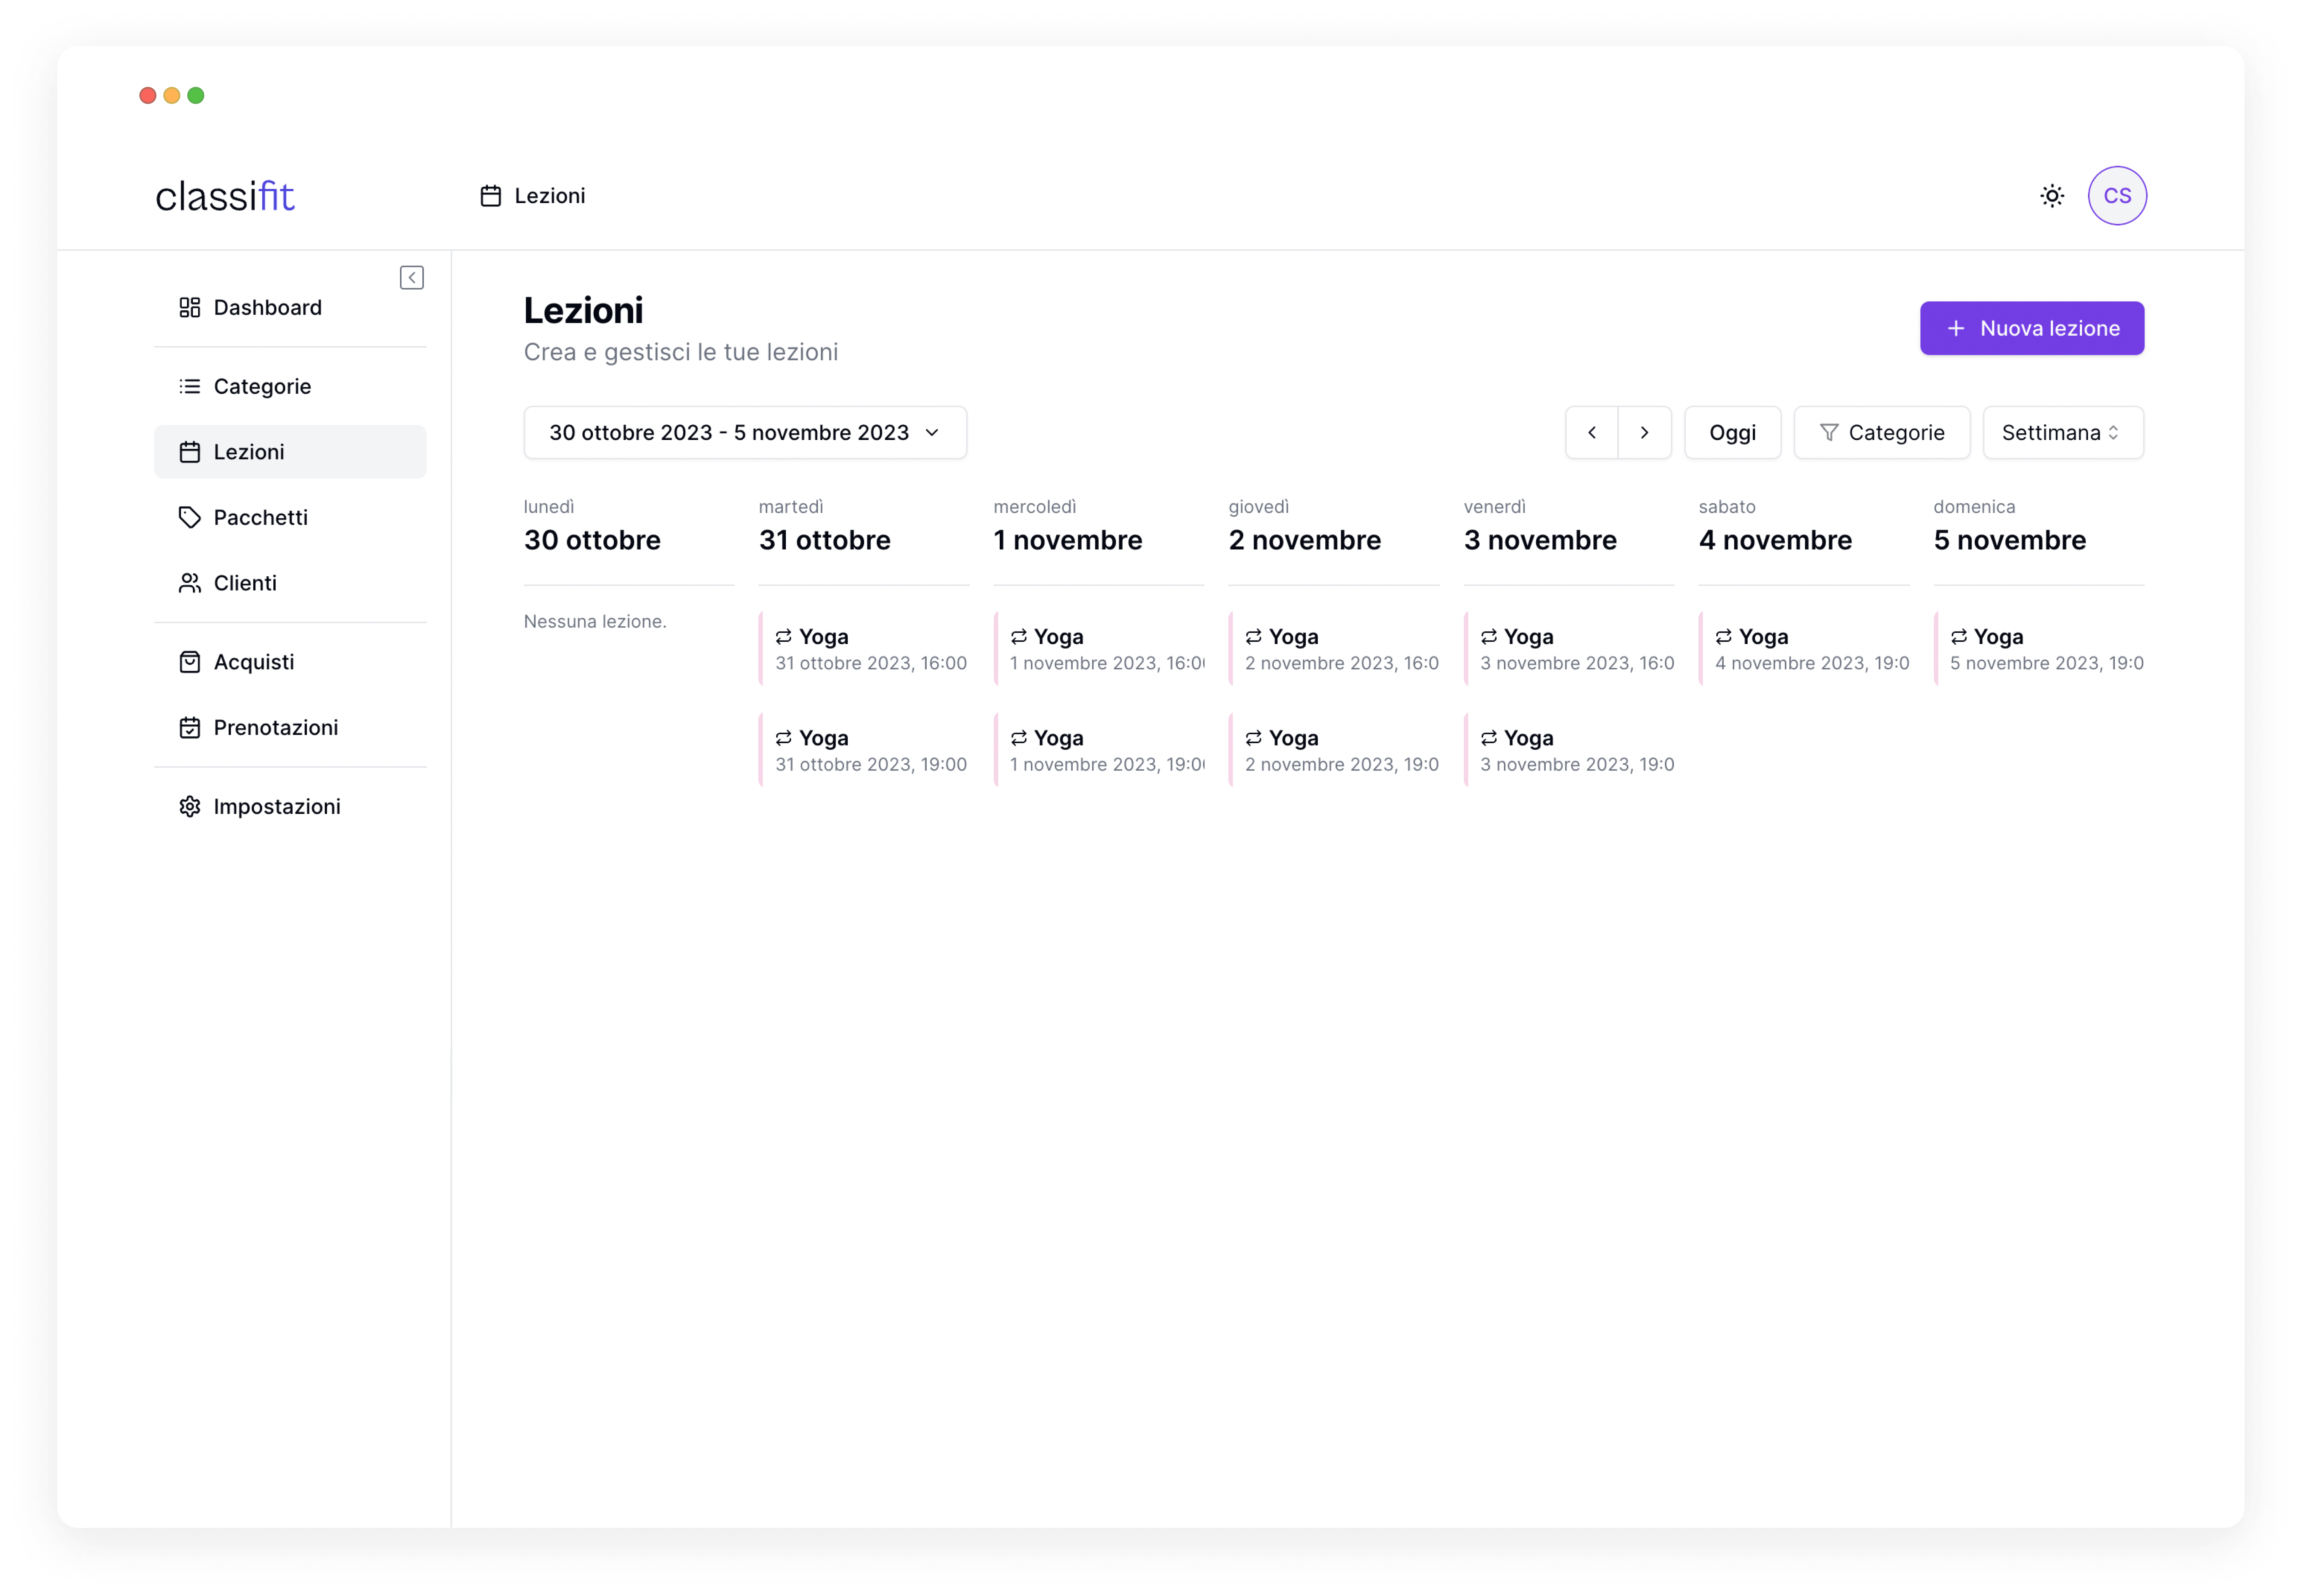 classifit
Lezioni
CS
Dashboard
Categorie
Lezioni
Pacchetti
Clienti
Acquisti
Prenotazioni
Impostazioni
Lezioni
Crea e gestisci le tue lezioni
Nuova lezione
30 ottobre 2023 - 5 novembre 2023
Oggi
Categorie
Settimana
lunedì
30 ottobre
Nessuna lezione.
martedì
31 ottobre
Yoga
31 ottobre 2023, 16:00
Yoga
31 ottobre 2023, 19:00
mercoledì
1 novembre
Yoga
1 novembre 2023, 16:0
Yoga
1 novembre 2023, 19:0
giovedì
2 novembre
Yoga
2 novembre 2023, 16:0
Yoga
2 novembre 2023, 19:0
venerdì
3 novembre
Yoga
3 novembre 2023, 16:0
Yoga
3 novembre 2023, 19:0
sabato
4 novembre
Yoga
4 novembre 2023, 19:0
domenica
5 novembre
Yoga
5 novembre 2023, 19:0